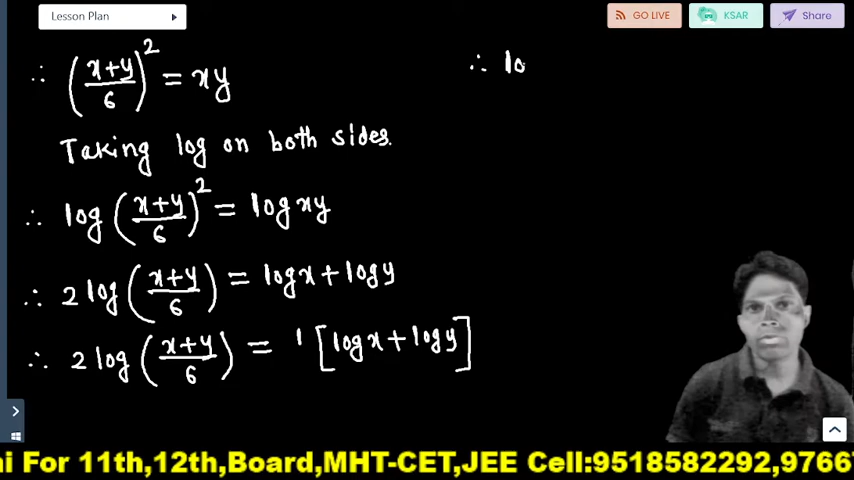 Lesson Plan
GO LIVE
KSAR
Share
∴ ((x+y)/6)² = xy
Taking log on both sides.
∴ log((x+y)/6)² = log xy
∴ 2 log((x+y)/6) = log x + log y
∴ 2 log((x+y)/6) = 1 [log x + log y]
∴ lo
For 11th,12th,Board,MHT-CET,JEE Cell:9518582292,9766